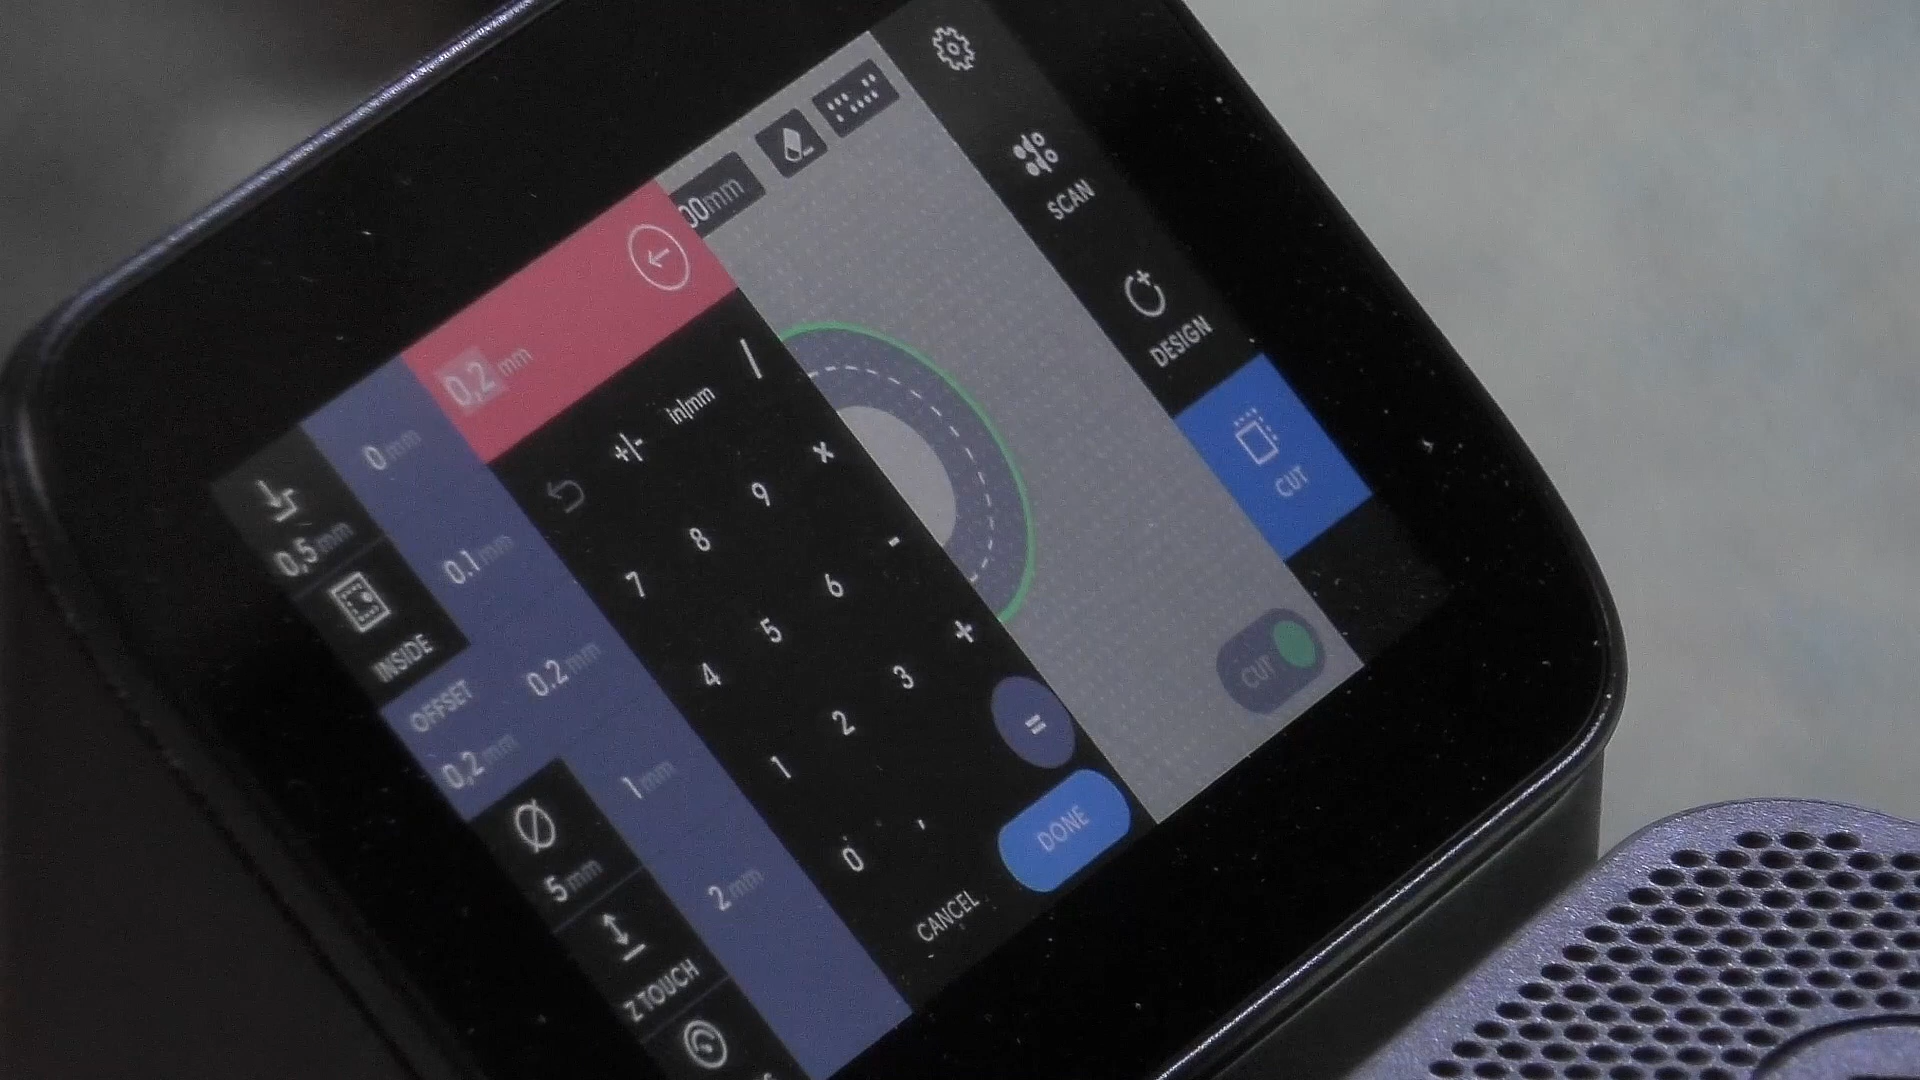 SCAN
DESIGN
CUT
CUT
00mm
0,2 mm
+/-
in/mm
/
7
8
9
×
4
5
6
-
1
2
3
+
0
,
=
CANCEL
DONE
0 mm
0.1 mm
0.2 mm
1 mm
2 mm
0,5 mm
INSIDE
OFFSET
0,2 mm
5 mm
Z TOUCH